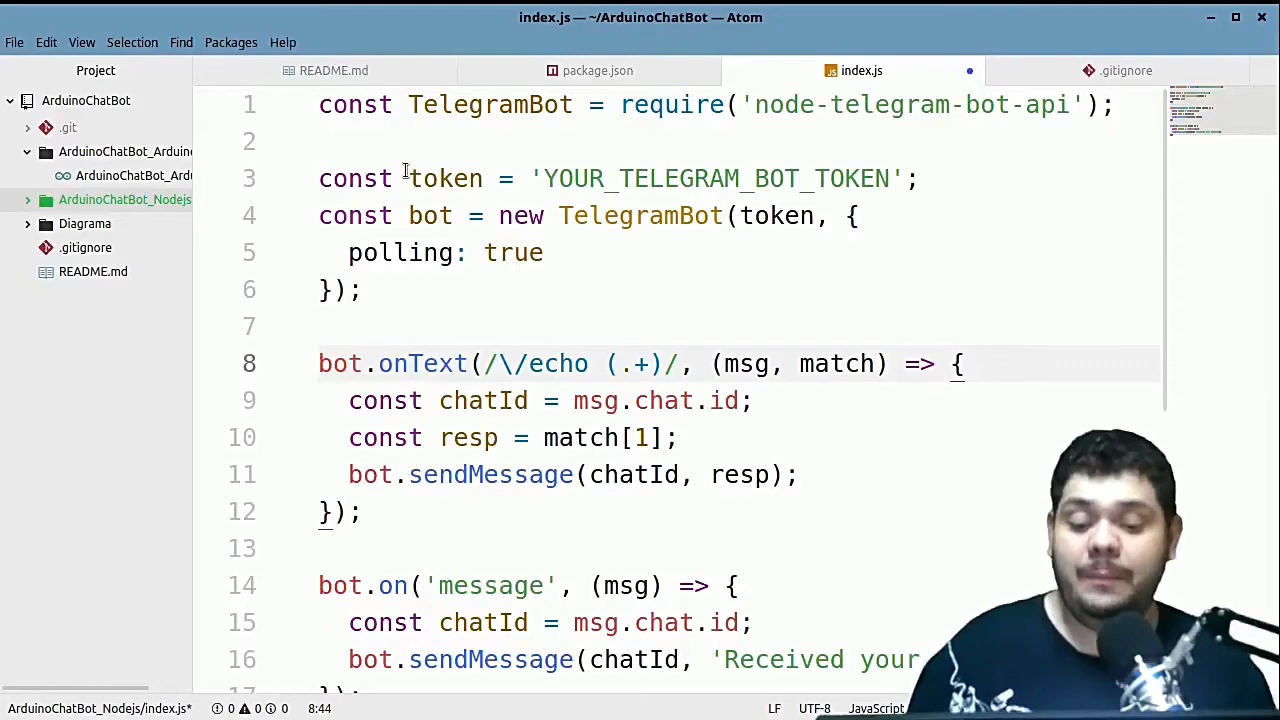 index.js — ~/ArduinoChatBot — Atom
File Edit View Selection Find Packages Help
Project
README.md
package.json
index.js
.gitignore
ArduinoChatBot
.git
ArduinoChatBot_Arduin
ArduinoChatBot_Ard
ArduinoChatBot_Nodejs
Diagrama
.gitignore
README.md
1 const TelegramBot = require('node-telegram-bot-api');
2
3 const token = 'YOUR_TELEGRAM_BOT_TOKEN';
4 const bot = new TelegramBot(token, {
5 polling: true
6 });
7
8 bot.onText(/\/echo (.+)/, (msg, match) => {
9 const chatId = msg.chat.id;
10 const resp = match[1];
11 bot.sendMessage(chatId, resp);
12 });
13
14 bot.on('message', (msg) => {
15 const chatId = msg.chat.id;
16 bot.sendMessage(chatId, 'Received your
17 });
ArduinoChatBot_Nodejs/index.js* 0 0 0 8:44 LF UTF-8 JavaScript